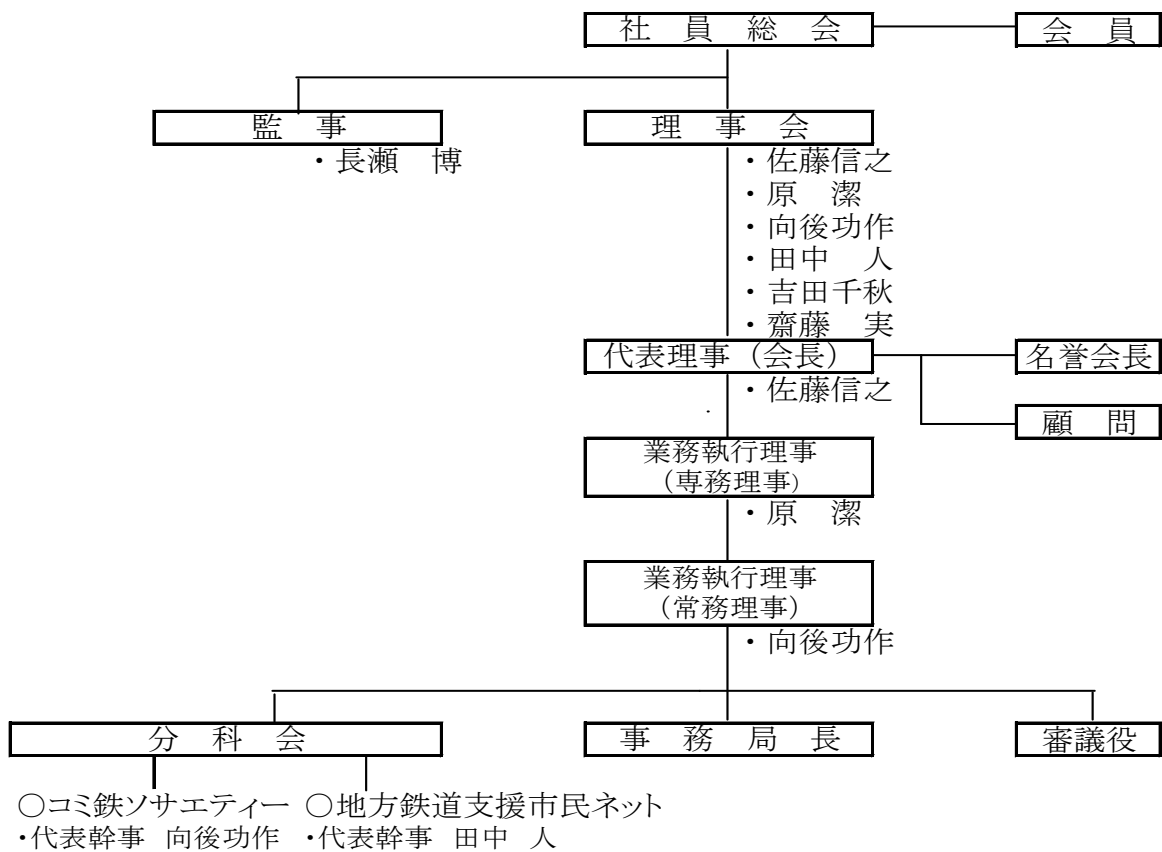 社 員 総 会　会 員
監 事　理 事 会
・長瀬　博　・佐藤信之
・原　潔
・向後功作
・田中　人
・吉田千秋
・齋藤　実
代表理事（会長）　名誉会長
・佐藤信之
顧 問
業務執行理事
（専務理事）
・原　潔
業務執行理事
（常務理事）
・向後功作
分 科 会　事 務 局 長　審議役
○コミ鉄ソサエティー ○地方鉄道支援市民ネット
・代表幹事 向後功作 ・代表幹事 田中 人